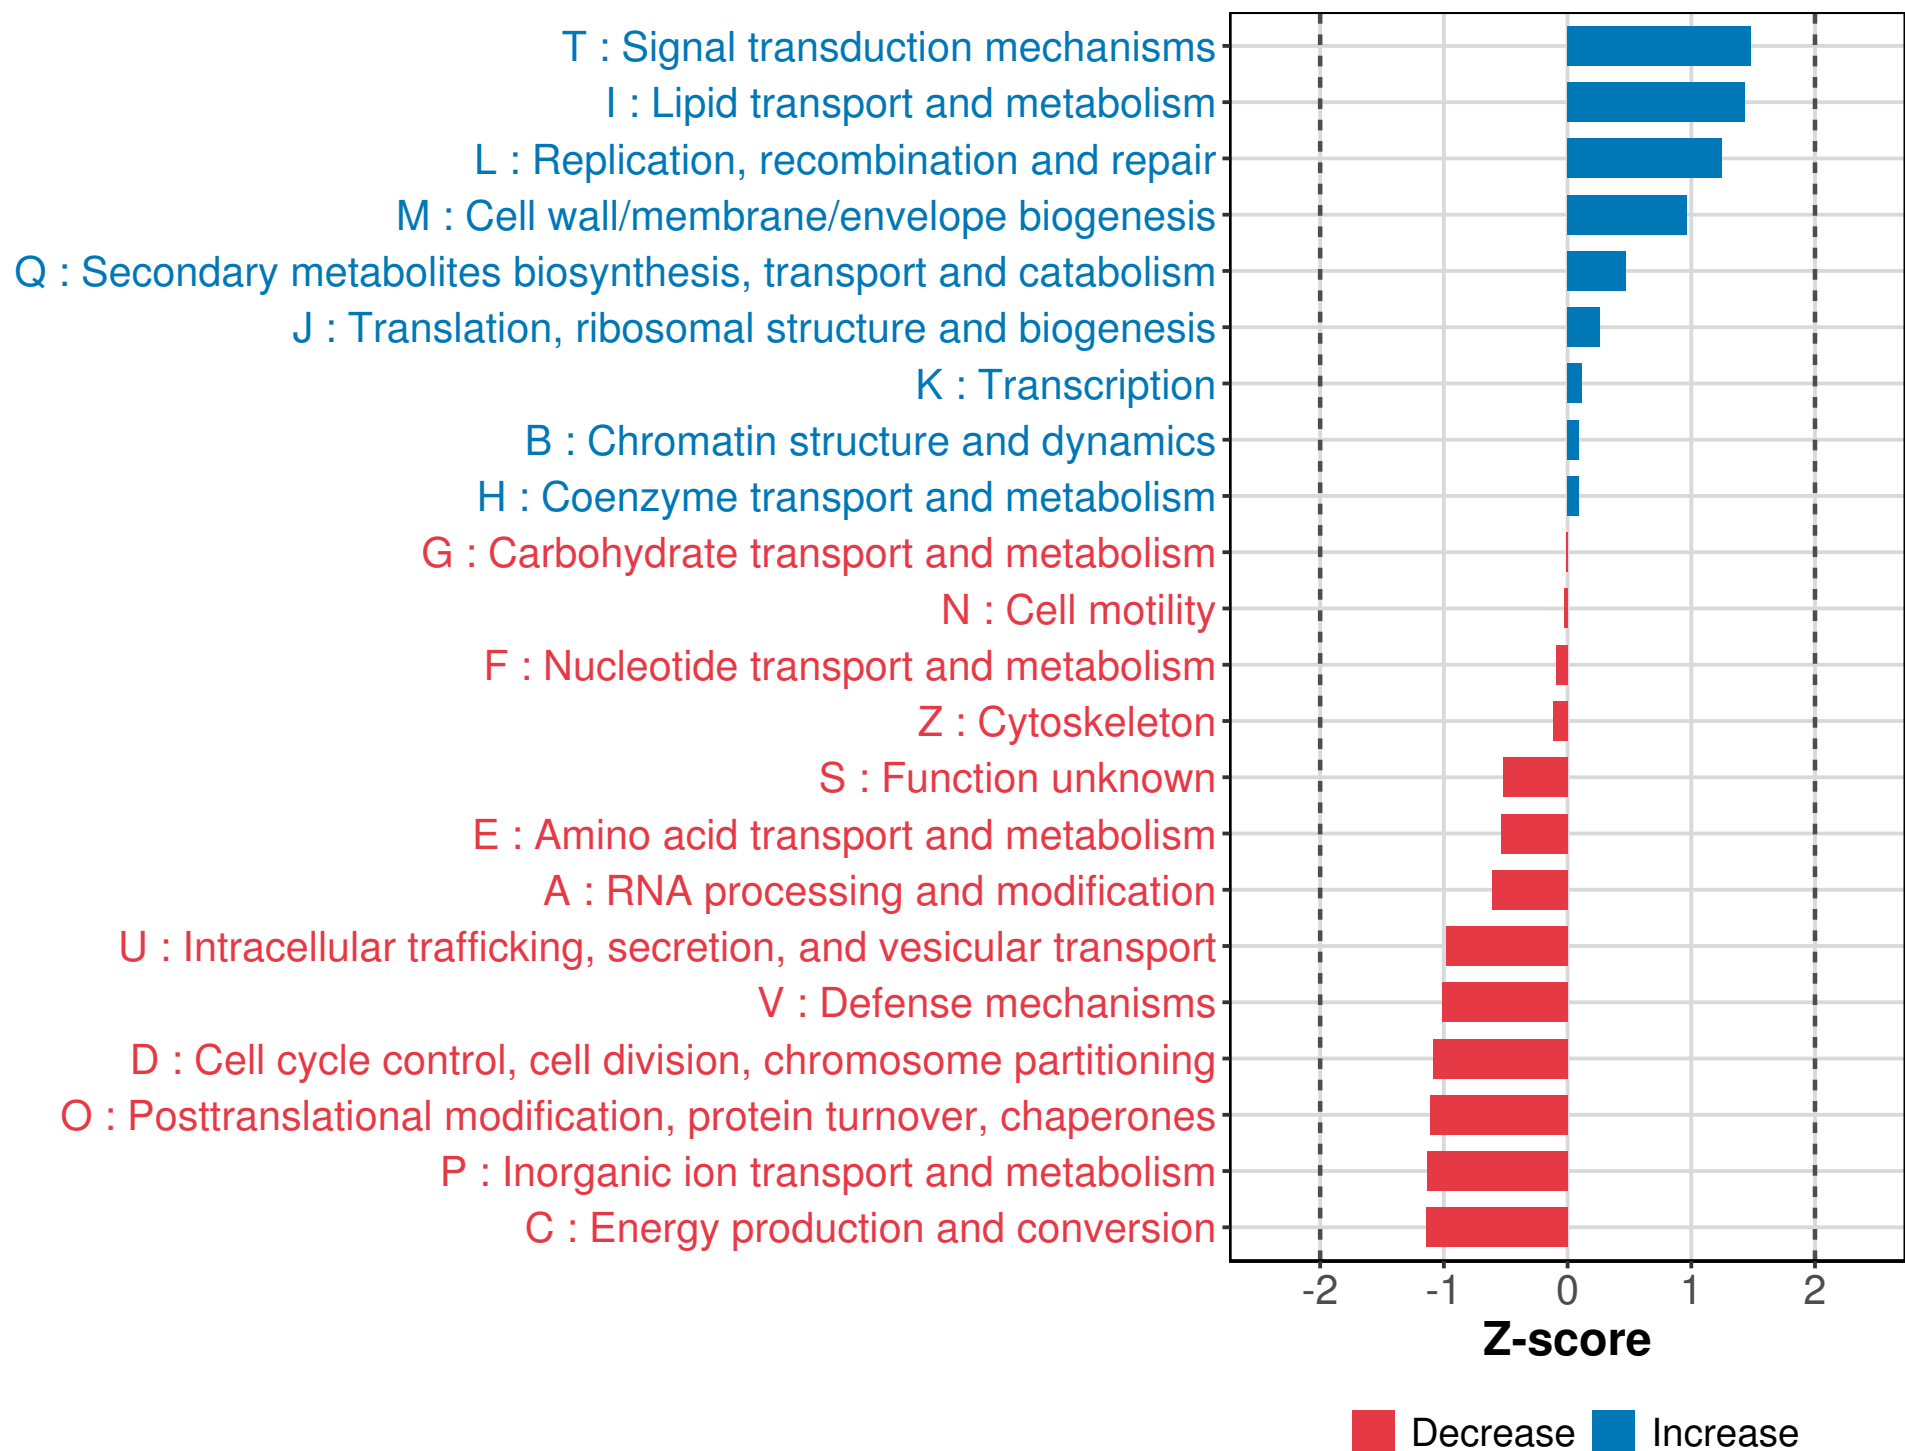 T : Signal transduction mechanisms
I : Lipid transport and metabolism
L : Replication, recombination and repair
M : Cell wall/membrane/envelope biogenesis
Q : Secondary metabolites biosynthesis, transport and catabolism
J : Translation, ribosomal structure and biogenesis
K : Transcription
B : Chromatin structure and dynamics
H : Coenzyme transport and metabolism
G : Carbohydrate transport and metabolism
N : Cell motility
F : Nucleotide transport and metabolism
Z : Cytoskeleton
S : Function unknown
E : Amino acid transport and metabolism
A : RNA processing and modification
U : Intracellular trafficking, secretion, and vesicular transport
V : Defense mechanisms
D : Cell cycle control, cell division, chromosome partitioning
O : Posttranslational modification, protein turnover, chaperones
P : Inorganic ion transport and metabolism
C : Energy production and conversion
-2 -1 0 1 2
Z-score
Decrease Increase